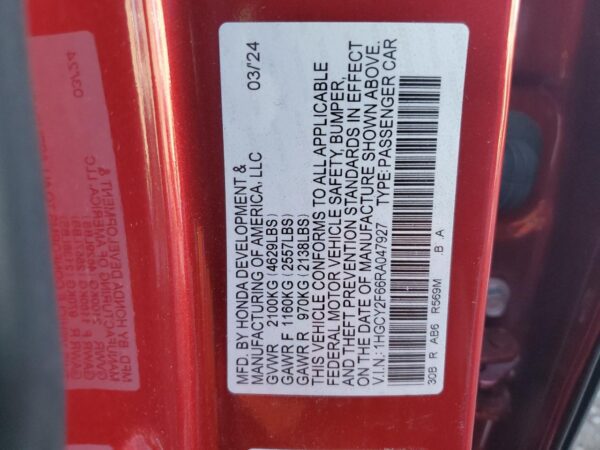 MFD. BY HONDA DEVELOPMENT & 03/24
MANUFACTURING OF AMERICA, LLC
GVWR 2100KG (4629LBS)
GAWR F 1160KG (2557LBS)
GAWR R 970KG (2138LBS)
THIS VEHICLE CONFORMS TO ALL APPLICABLE
FEDERAL MOTOR VEHICLE SAFETY, BUMPER,
AND THEFT PREVENTION STANDARDS IN EFFECT
ON THE DATE OF MANUFACTURE SHOWN ABOVE.
V.I.N.: 1HGCY2F66RA047927 TYPE: PASSENGER CAR
30B R AB6 R569M B A